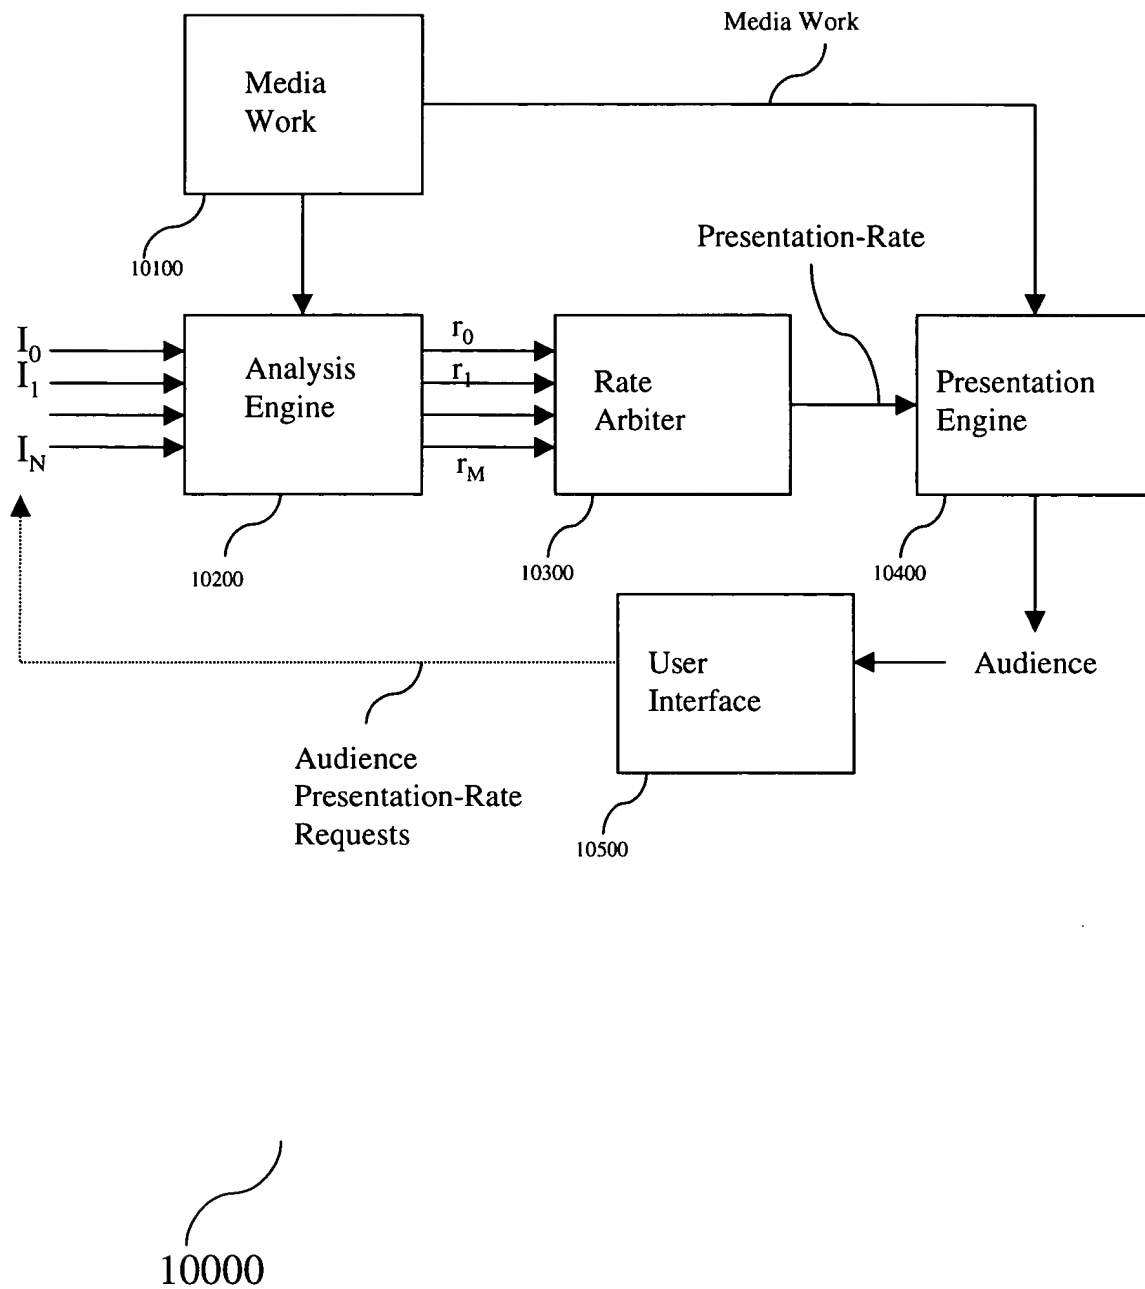 Media Work
Media
Work
10100
Presentation-Rate
I0
I1
IN
Analysis
Engine
r0
r1
rM
Rate
Arbiter
Presentation
Engine
10200
10300
10400
User
Interface
Audience
Audience
Presentation-Rate
Requests
10500
10000